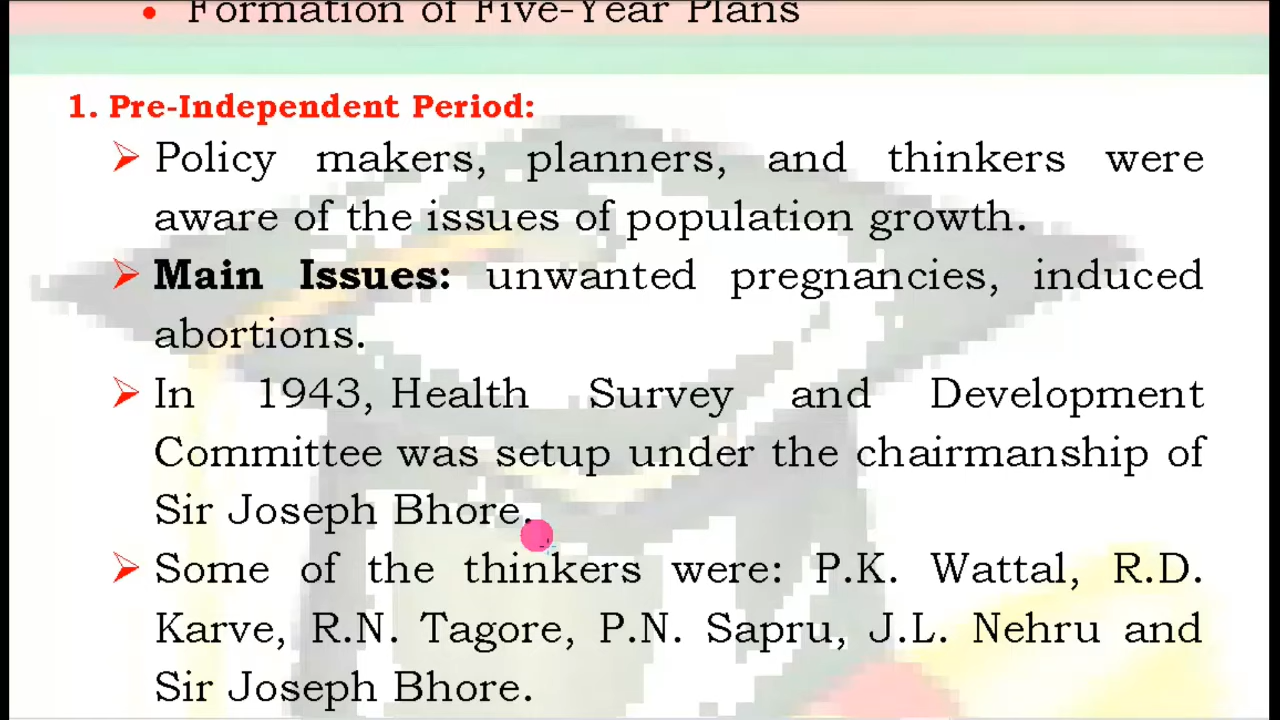 • Formation of Five-Year Plans
1. Pre-Independent Period:
➢ Policy makers, planners, and thinkers were
aware of the issues of population growth.
➢ Main Issues: unwanted pregnancies, induced
abortions.
➢ In 1943, Health Survey and Development
Committee was setup under the chairmanship of
Sir Joseph Bhore.
➢ Some of the thinkers were: P.K. Wattal, R.D.
Karve, R.N. Tagore, P.N. Sapru, J.L. Nehru and
Sir Joseph Bhore.